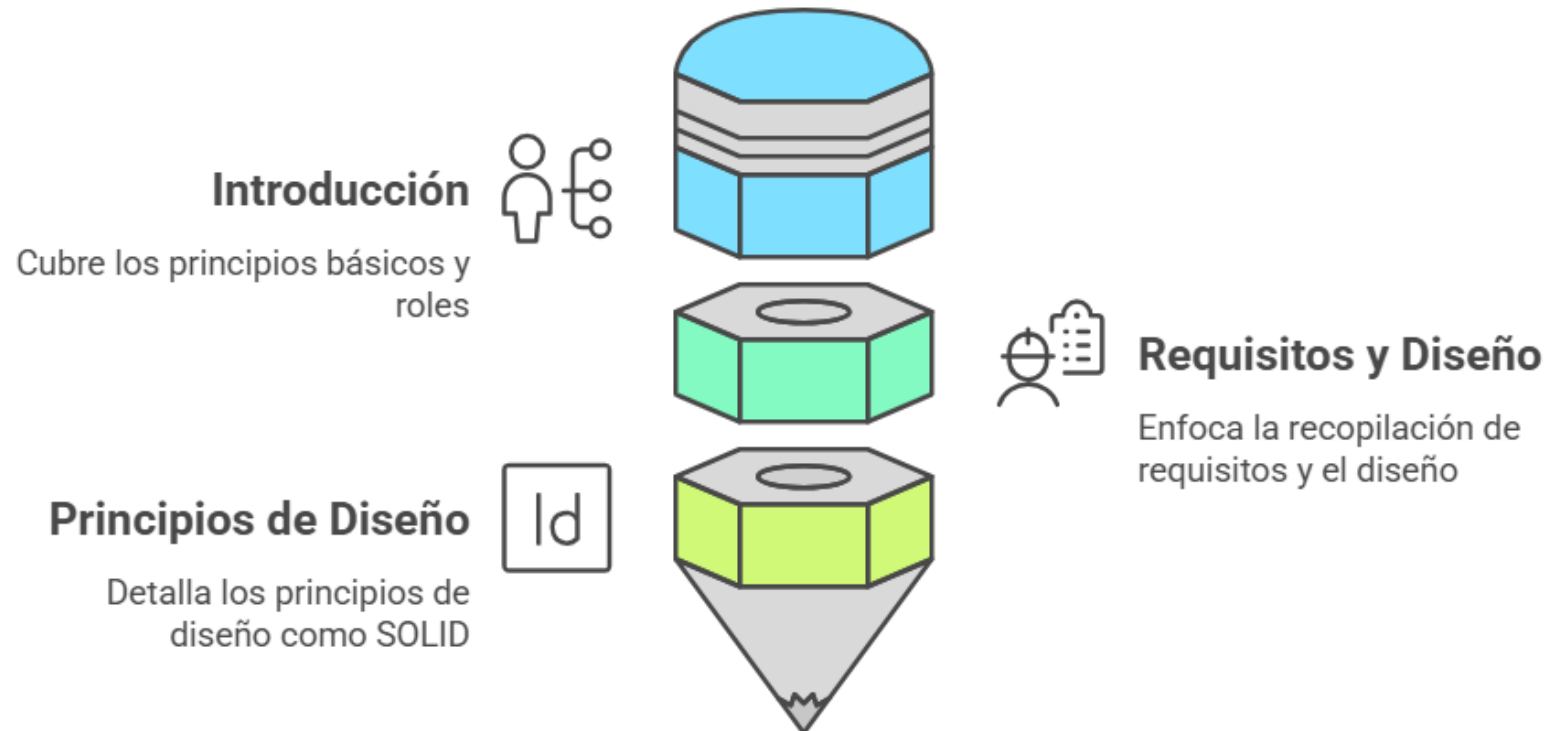 Introducción
Cubre los principios básicos y
roles
Requisitos y Diseño
Enfoca la recopilación de
requisitos y el diseño
Principios de Diseño
Id
Detalla los principios de
diseño como SOLID